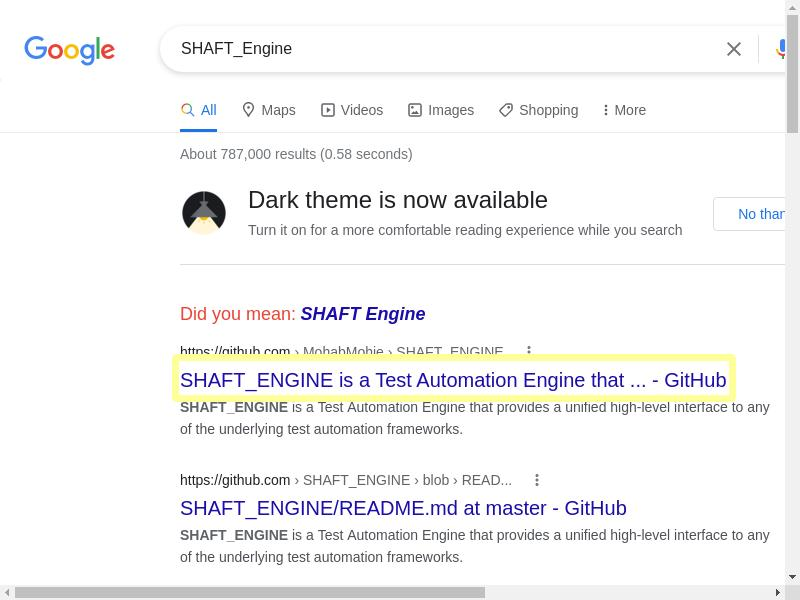 Google
SHAFT_Engine
All
Maps
Videos
Images
Shopping
More
About 787,000 results (0.58 seconds)
Dark theme is now available
Turn it on for a more comfortable reading experience while you search
No
Did you mean: SHAFT Engine
https://github.com › MohabMohie › SHAFT_ENGINE
SHAFT_ENGINE is a Test Automation Engine that ... - GitHub
SHAFT_ENGINE is a Test Automation Engine that provides a unified high-level interface to any
of the underlying test automation frameworks.
https://github.com › SHAFT_ENGINE › blob › READ...
SHAFT_ENGINE/README.md at master - GitHub
SHAFT_ENGINE is a Test Automation Engine that provides a unified high-level interface to any
of the underlying test automation frameworks.